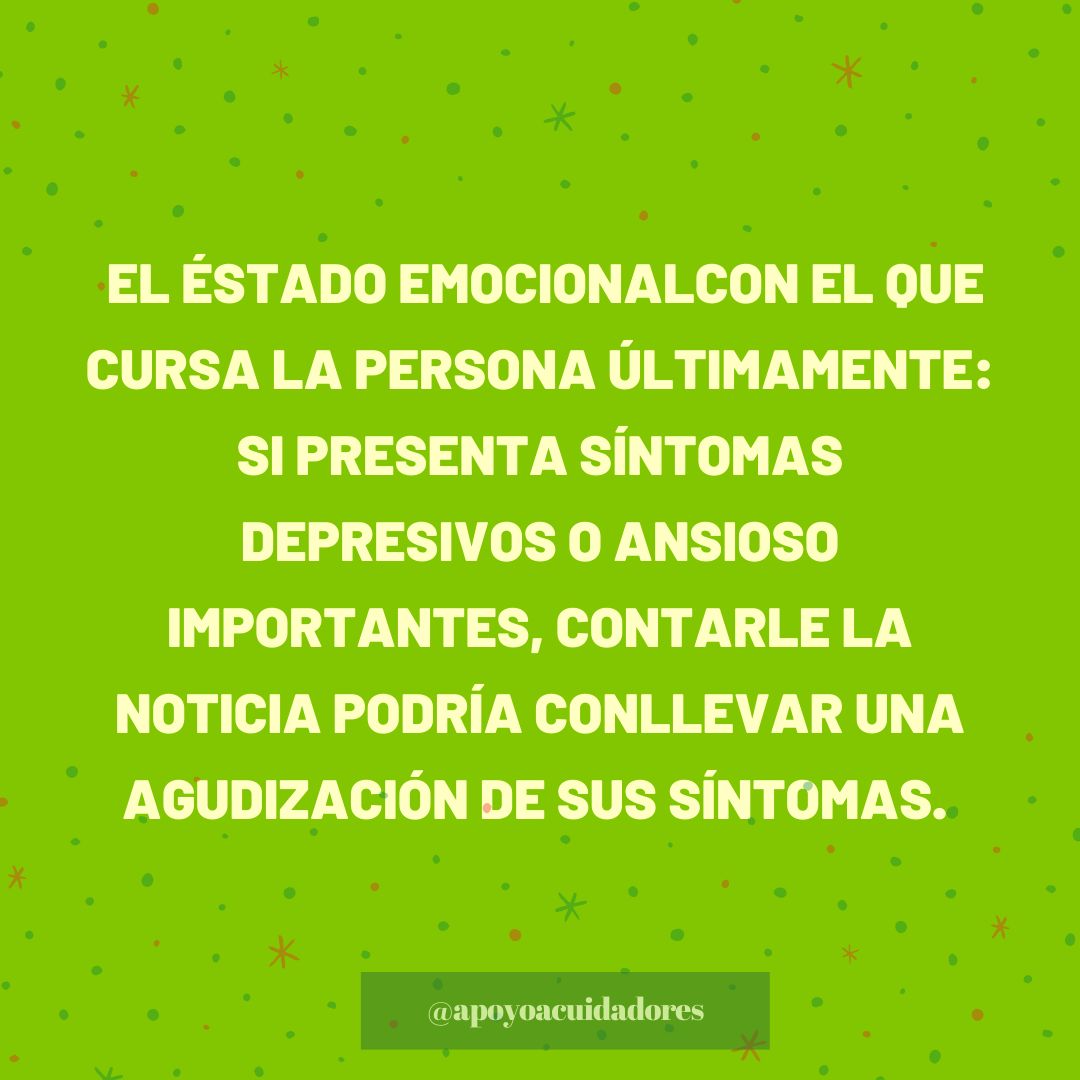 EL ÉSTADO EMOCIONALCON EL QUE
CURSA LA PERSONA ÚLTIMAMENTE:
SI PRESENTA SÍNTOMAS
DEPRESIVOS O ANSIOSO
IMPORTANTES, CONTARLE LA
NOTICIA PODRÍA CONLLEVAR UNA
AGUDIZACIÓN DE SUS SÍNTOMAS.
@apoyoacuidadores